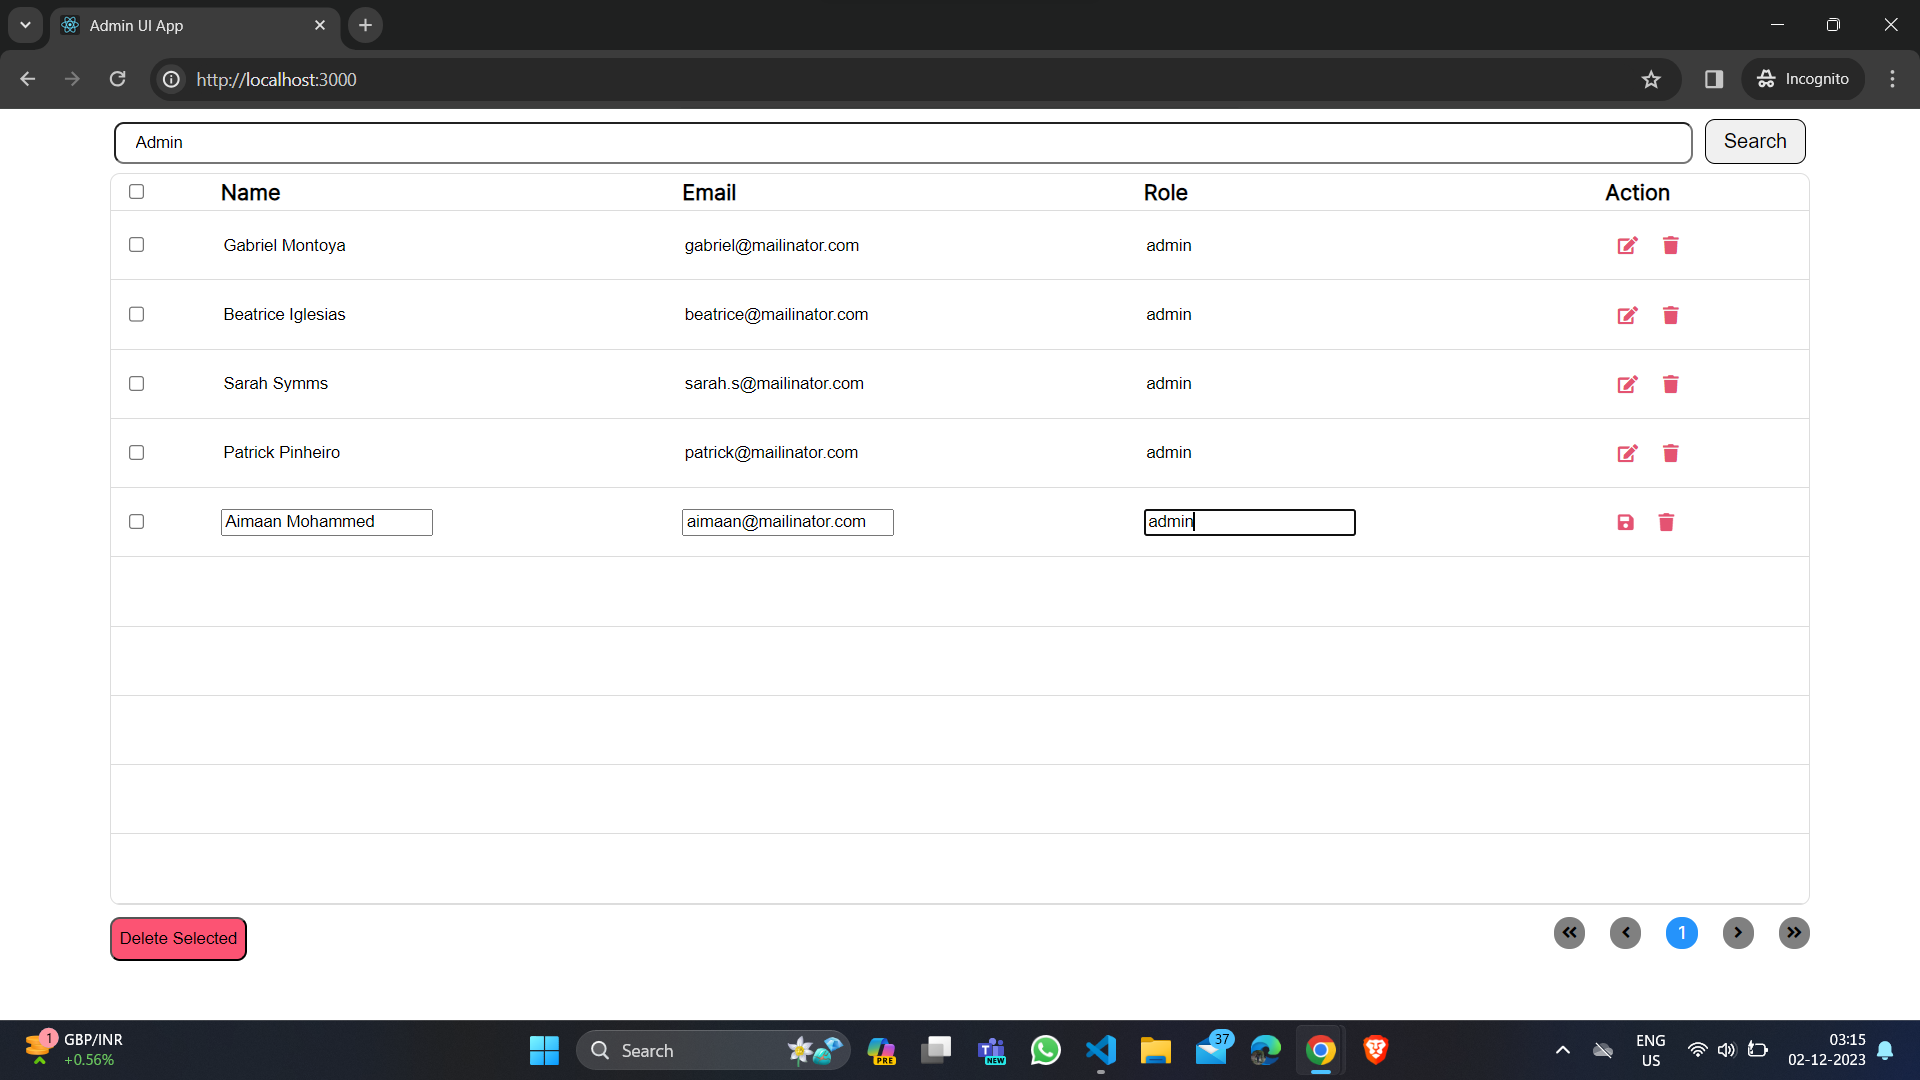 Admin UI App
http://localhost:3000
Incognito
Admin
Search
Name Email Role Action
Gabriel Montoya gabriel@mailinator.com admin
Beatrice Iglesias beatrice@mailinator.com admin
Sarah Symms sarah.s@mailinator.com admin
Patrick Pinheiro patrick@mailinator.com admin
Aimaan Mohammed aimaan@mailinator.com admin
Delete Selected
1
1
GBP/INR
+0.56%
Search
PRE
NEW
37
ENG
US
03:15
02-12-2023